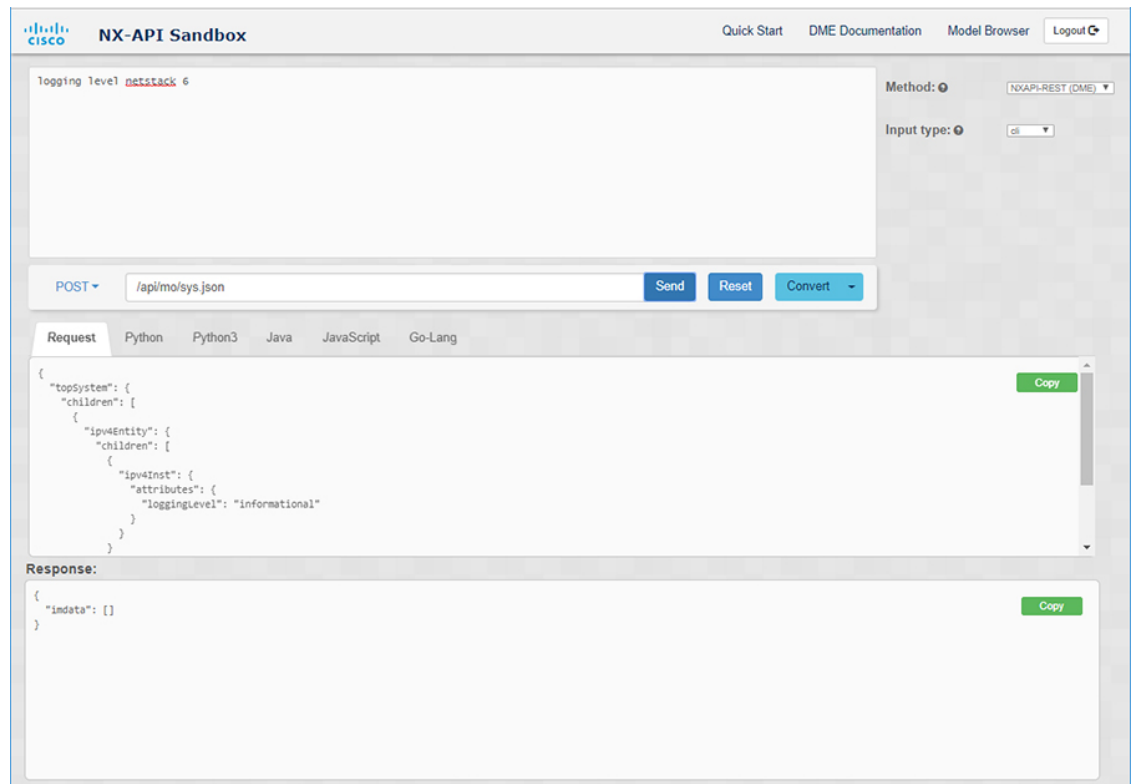 CISCO NX-API Sandbox Quick Start DME Documentation Model Browser Logout
logging level netstack 6
Method:
NXAPI-REST (DME)
Input type:
cli
POST /api/mo/sys.json Send Reset Convert
Request Python Python3 Java JavaScript Go-Lang
Copy
{
"topSystem": {
"children": [
{
"ipv4Entity": {
"children": [
{
"ipv4Inst": {
"attributes": {
"loggingLevel": "informational"
}
}
}
Response:
Copy
{
"imdata": []
}